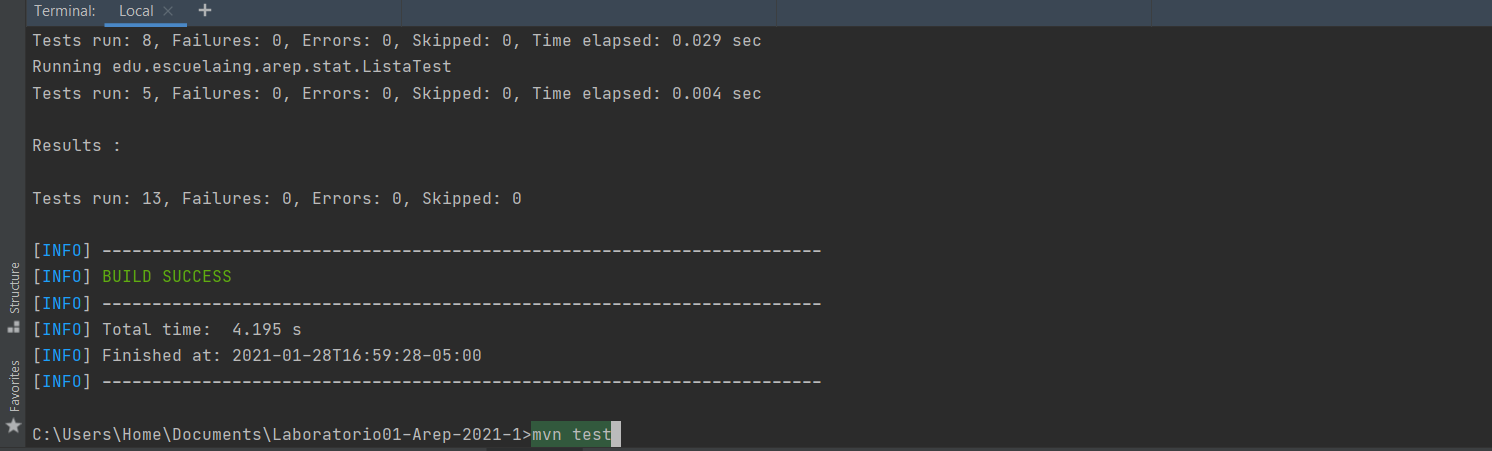 Terminal: Local +
Tests run: 8, Failures: 0, Errors: 0, Skipped: 0, Time elapsed: 0.029 sec
Running edu.escuelaing.arep.stat.ListaTest
Tests run: 5, Failures: 0, Errors: 0, Skipped: 0, Time elapsed: 0.004 sec
Results :
Tests run: 13, Failures: 0, Errors: 0, Skipped: 0
[INFO] ------------------------------------------------------------------------
[INFO] BUILD SUCCESS
[INFO] ------------------------------------------------------------------------
[INFO] Total time:  4.195 s
[INFO] Finished at: 2021-01-28T16:59:28-05:00
[INFO] ------------------------------------------------------------------------
C:\Users\Home\Documents\Laboratorio01-Arep-2021-1>mvn test
Structure
Favorites